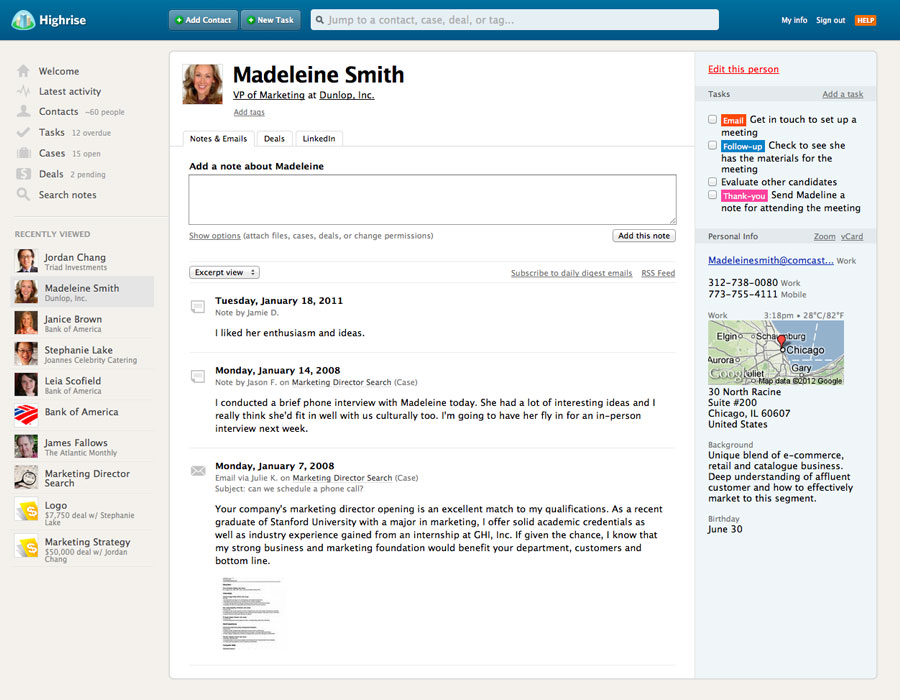 Highrise
Add Contact
New Task
Jump to a contact, case, deal, or tag...
My info
Sign out
HELP
Welcome
Latest activity
Contacts ~60 people
Tasks 12 overdue
Cases 15 open
Deals 2 pending
Search notes
RECENTLY VIEWED
Jordan Chang
Triad Investments
Madeleine Smith
Dunlop, Inc.
Janice Brown
Bank of America
Stephanie Lake
Joannes Celebrity Catering
Leia Scofield
Bank of America
Bank of America
James Fallows
The Atlantic Monthly
Marketing Director
Search
Logo
$7,750 deal w/ Stephanie
Lake
Marketing Strategy
$50,000 deal w/ Jordan
Chang
Madeleine Smith
VP of Marketing at Dunlop, Inc.
Add tags
Notes & Emails
Deals
LinkedIn
Add a note about Madeleine
Show options (attach files, cases, deals, or change permissions)
Add this note
Excerpt view
Subscribe to daily digest emails
RSS Feed
Tuesday, January 18, 2011
Note by Jamie D.
I liked her enthusiasm and ideas.
Monday, January 14, 2008
Note by Jason F. on Marketing Director Search (Case)
I conducted a brief phone interview with Madeleine today. She had a lot of interesting ideas and I
really think she'd fit in well with us culturally too. I'm going to have her fly in for an in-person
interview next week.
Monday, January 7, 2008
Email via Julie K. on Marketing Director Search (Case)
Subject: can we schedule a phone call?
Your company's marketing director opening is an excellent match to my qualifications. As a recent
graduate of Stanford University with a major in marketing, I offer solid academic credentials as
well as industry experience gained from an internship at GHI, Inc. If given the chance, I know that
my strong business and marketing foundation would benefit your department, customers and
bottom line.
Edit this person
Tasks
Add a task
Email Get in touch to set up a
meeting
Follow-up Check to see she
has the materials for the
meeting
Evaluate other candidates
Thank-you Send Madeline a
note for attending the meeting
Personal Info
Zoom vCard
Madeleinesmith@comcast... Work
312-738-0080 Work
773-755-4111 Mobile
Work
3:18pm • 28°C/82°F
Elgin
Schaumburg
Chicago
Aurora
Gary
Joliet
Google
Map data ©2012 Google
30 North Racine
Suite #200
Chicago, IL 60607
United States
Background
Unique blend of e-commerce,
retail and catalogue business.
Deep understanding of affluent
customer and how to effectively
market to this segment.
Birthday
June 30